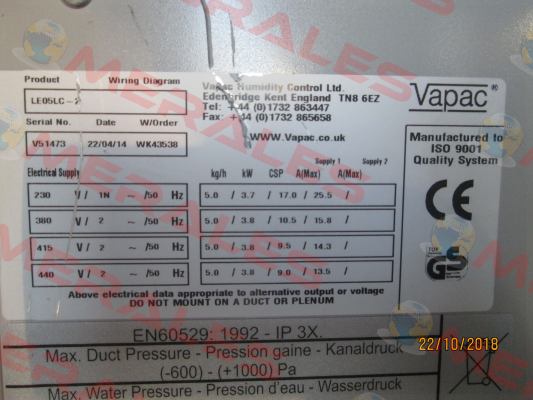 Product Wiring Diagram
LE05LC-2
Serial No. Date W/Order
V51473 22/04/14 WK43538
Vapac Humidity Control Ltd.
Edenbridge Kent England TN8 6EZ
Tel: +44 (0)1732 863447
Fax: +44 (0)1732 865658
www.Vapac.co.uk
Vapac®
Manufactured to
ISO 9001
Quality System
CE
GS
Electrical Supply
kg/h kW CSP A(Max) Supply 1 A(Max) Supply 2
230 V/ 1N ~ /50 Hz 5.0 / 3.7 / 17.0 / 25.5 /
380 V/ 2 ~ /50 Hz 5.0 / 3.8 / 10.5 / 15.8 /
415 V/ 2 ~ /50 Hz 5.0 / 3.8 / 9.5 / 14.3 /
440 V/ 2 ~ /50 Hz 5.0 / 3.8 / 9.0 / 13.5 /
Above electrical data appropriate to alternative output or voltage
DO NOT MOUNT ON A DUCT OR PLENUM
EN60529: 1992 - IP 3X.
Max. Duct Pressure - Pression gaine - Kanaldruck
(-600) - (+1000) Pa
Max. Water Pressure - Pression d'eau - Wasserdruck
22/10/2018
MERALES